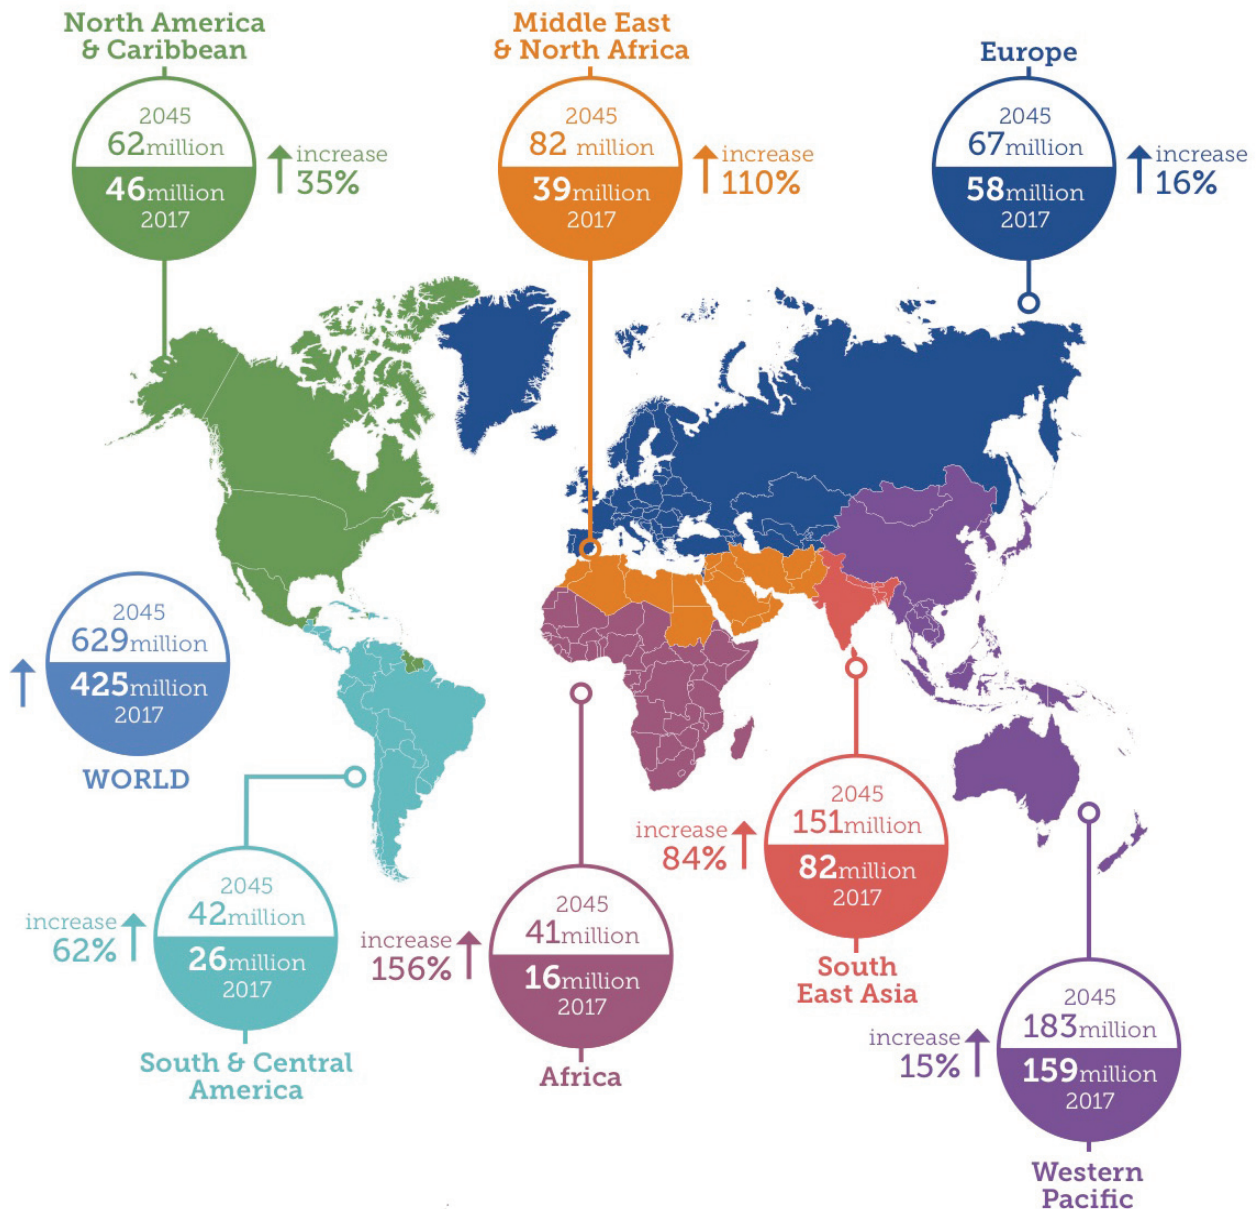 North America
& Caribbean
2045
62million
46million
2017
increase
35%
Middle East
& North Africa
2045
82 million
39million
2017
increase
110%
Europe
2045
67million
58million
2017
increase
16%
2045
629million
425million
2017
WORLD
increase
62%
2045
42million
26million
2017
South & Central
America
increase
156%
2045
41million
16million
2017
Africa
increase
84%
2045
151million
82million
2017
South
East Asia
increase
15%
2045
183million
159million
2017
Western
Pacific